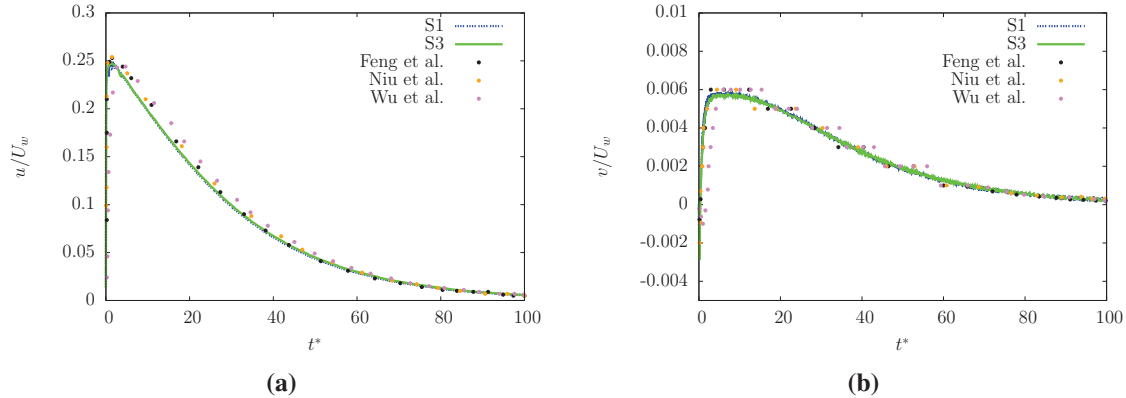 0.3
0.25
0.2
0.15
0.1
0.05
0
u/U_w
S1
S3
Feng et al.
Niu et al.
Wu et al.
0 20 40 60 80 100
t*
(a)
0.01
0.008
0.006
0.004
0.002
0
-0.002
-0.004
v/U_w
S1
S3
Feng et al.
Niu et al.
Wu et al.
0 20 40 60 80 100
t*
(b)